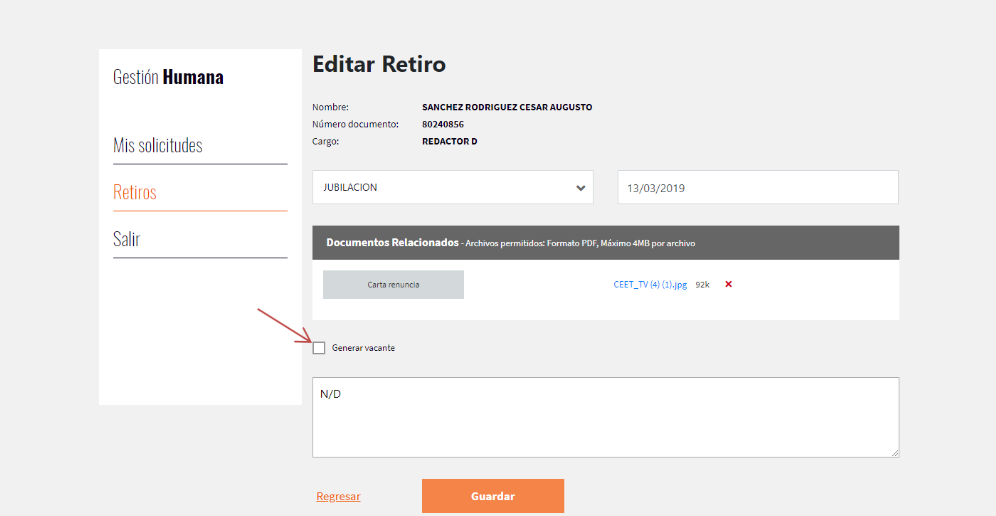 Gestión Humana
Mis solicitudes
Retiros
Salir
Editar Retiro
Nombre: SANCHEZ RODRIGUEZ CESAR AUGUSTO
Número documento: 80240856
Cargo: REDACTOR D
JUBILACION 13/03/2019
Documentos Relacionados - Archivos permitidos: Formato PDF, Máximo 4MB por archivo
Carta renuncia CEET_TV (4) (1).jpg 92k ×
Generar vacante
N/D
Regresar Guardar